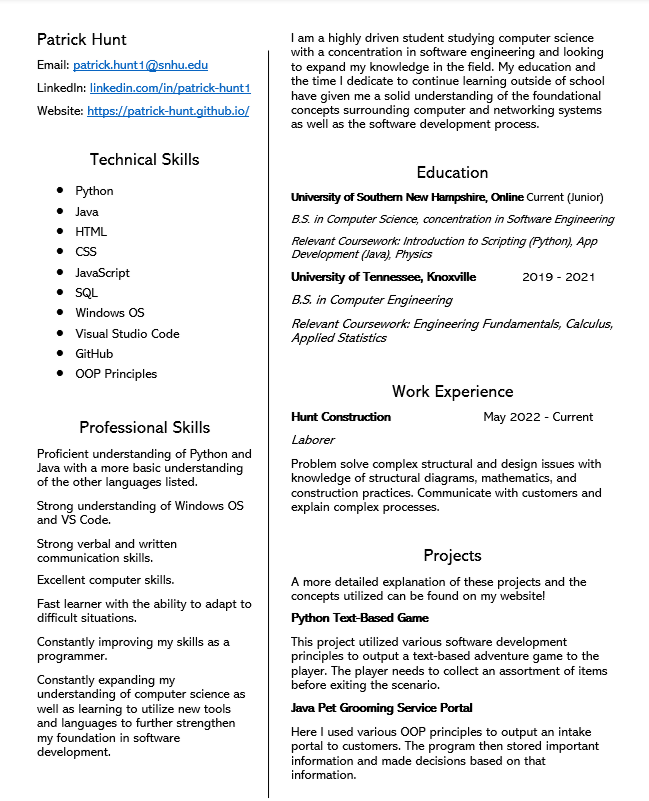 Patrick Hunt
Email: patrick.hunt1@snhu.edu
LinkedIn: linkedin.com/in/patrick-hunt1
Website: https://patrick-hunt.github.io/
Technical Skills
• Python
• Java
• HTML
• CSS
• JavaScript
• SQL
• Windows OS
• Visual Studio Code
• GitHub
• OOP Principles
Professional Skills
Proficient understanding of Python and
Java with a more basic understanding
of the other languages listed.
Strong understanding of Windows OS
and VS Code.
Strong verbal and written
communication skills.
Excellent computer skills.
Fast learner with the ability to adapt to
difficult situations.
Constantly improving my skills as a
programmer.
Constantly expanding my
understanding of computer science as
well as learning to utilize new tools
and languages to further strengthen
my foundation in software
development.
I am a highly driven student studying computer science
with a concentration in software engineering and looking
to expand my knowledge in the field. My education and
the time I dedicate to continue learning outside of school
have given me a solid understanding of the foundational
concepts surrounding computer and networking systems
as well as the software development process.
Education
University of Southern New Hampshire, Online Current (Junior)
B.S. in Computer Science, concentration in Software Engineering
Relevant Coursework: Introduction to Scripting (Python), App
Development (Java), Physics
University of Tennessee, Knoxville 2019 - 2021
B.S. in Computer Engineering
Relevant Coursework: Engineering Fundamentals, Calculus,
Applied Statistics
Work Experience
Hunt Construction May 2022 - Current
Laborer
Problem solve complex structural and design issues with
knowledge of structural diagrams, mathematics, and
construction practices. Communicate with customers and
explain complex processes.
Projects
A more detailed explanation of these projects and the
concepts utilized can be found on my website!
Python Text-Based Game
This project utilized various software development
principles to output a text-based adventure game to the
player. The player needs to collect an assortment of items
before exiting the scenario.
Java Pet Grooming Service Portal
Here I used various OOP principles to output an intake
portal to customers. The program then stored important
information and made decisions based on that
information.